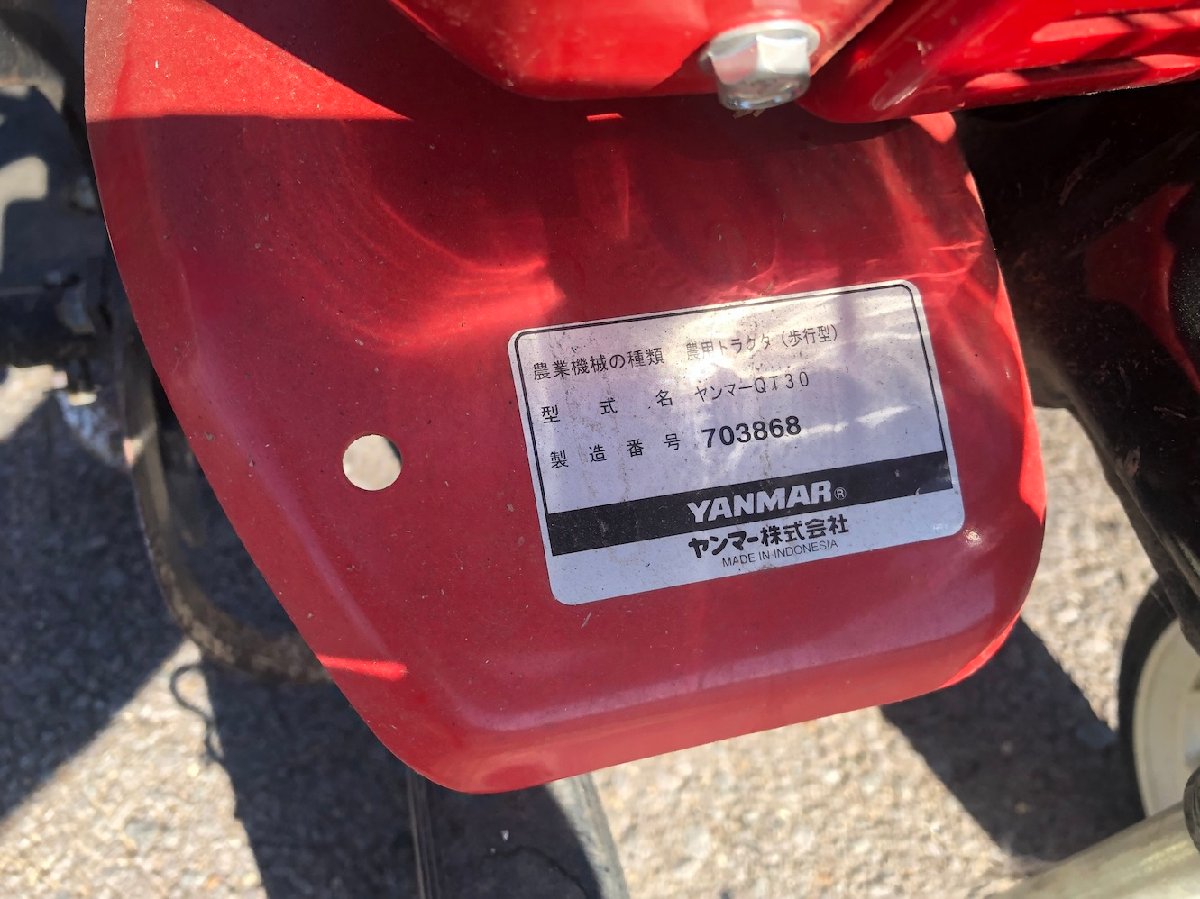 農業機械の種類 農用トラクタ（歩行型）
型式名 ヤンマーQT30
製造番号 703868
YANMAR®
ヤンマー株式会社
MADE IN INDONESIA